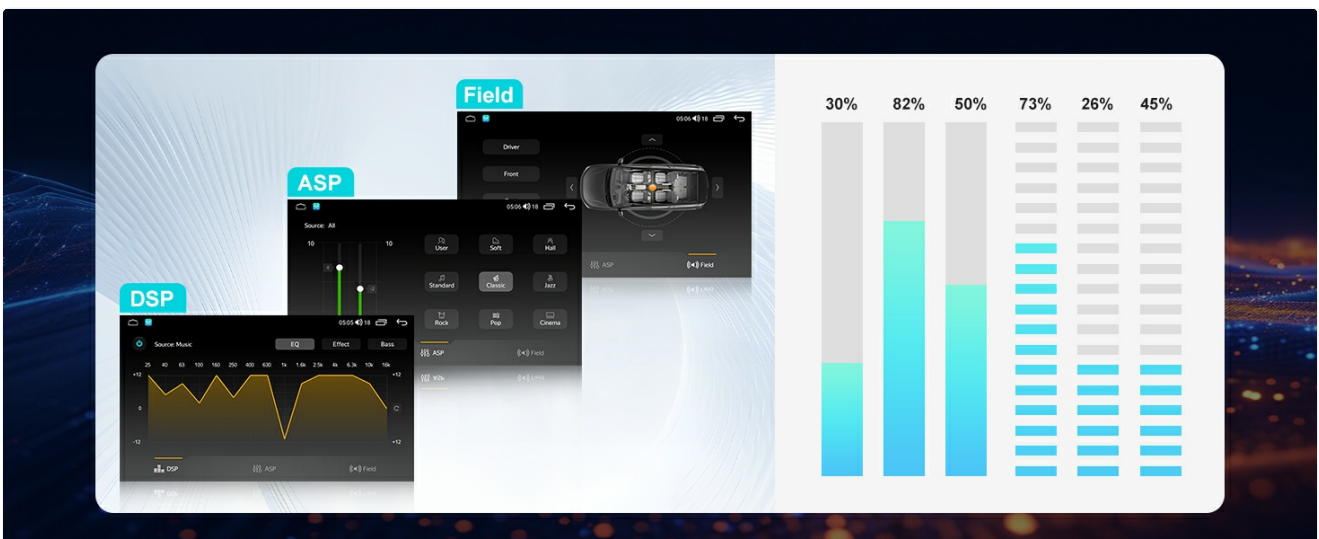 Field
05:06 18
Driver
Front
ASP
Field
ASP
05:06 18
Source: All
10 10
User Soft Hall
Standard Classic Jazz
Rock Pop Cinema
ASP Field
DSP
05:05 18
Source: Music EQ Effect Bass
25 40 63 100 160 250 400 630 1k 1.6k 2.5k 4k 6.3k 10k 16k
+12 +12
0
-12 -12
DSP ASP Field
30% 82% 50% 73% 26% 45%